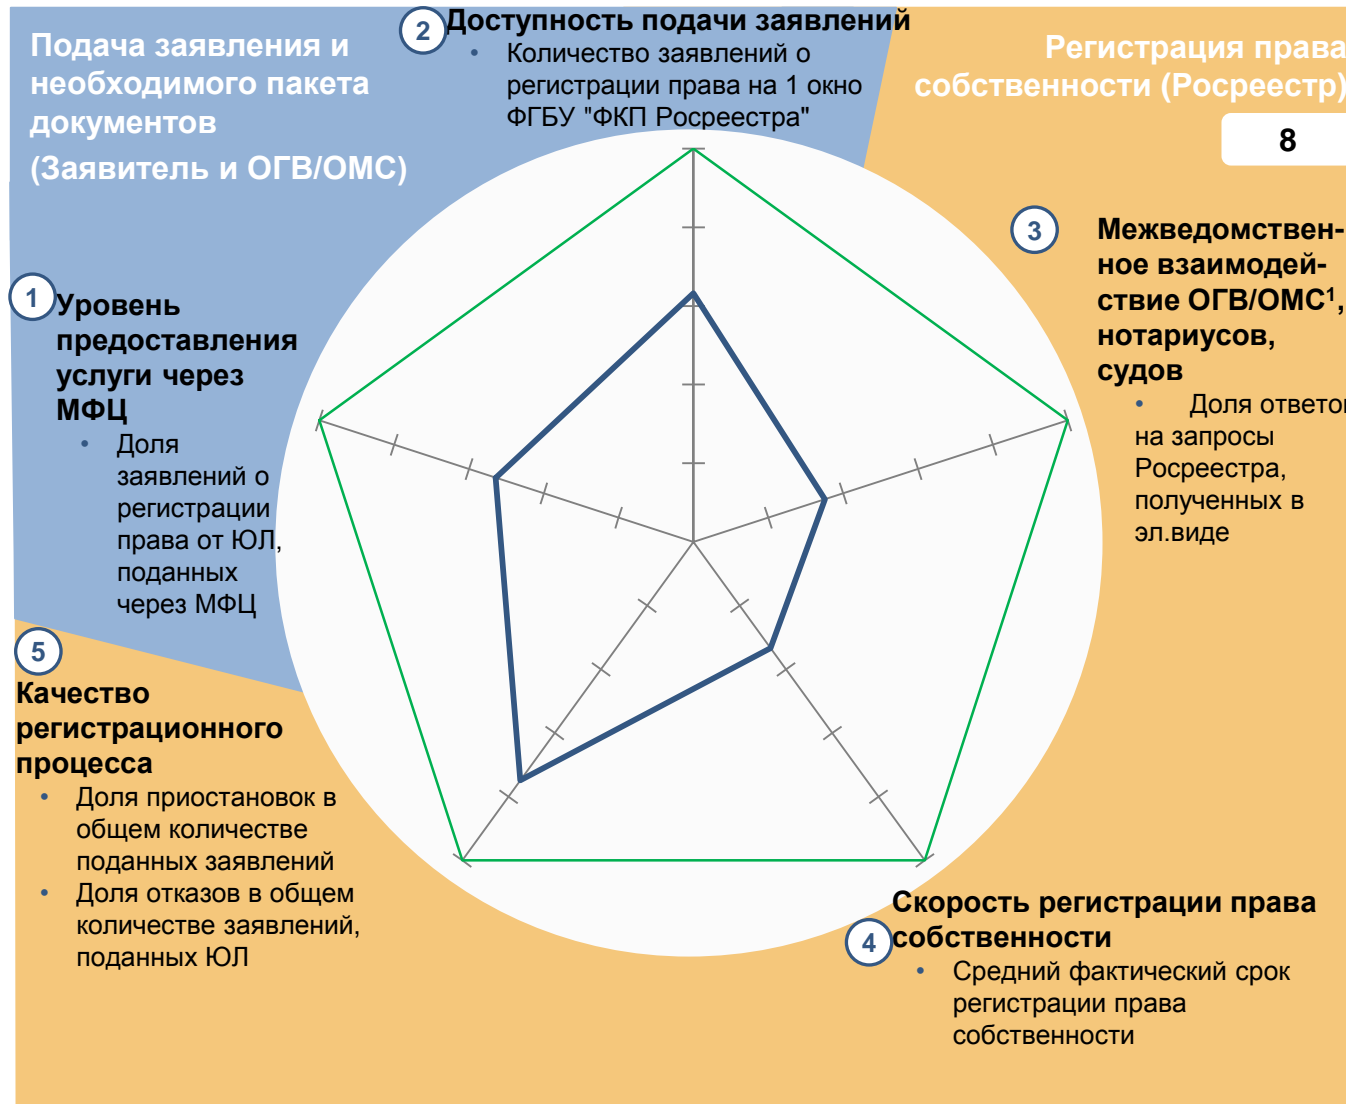 Подача заявления и
необходимого пакета
документов
(Заявитель и ОГВ/ОМС)
2
Доступность подачи заявлений
• Количество заявлений о
регистрации права на 1 окно
ФГБУ "ФКП Росреестра"
Регистрация права
собственности (Росреестр)
8
1
Уровень
предоставления
услуги через
МФЦ
• Доля
заявлений о
регистрации
права от ЮЛ,
поданных
через МФЦ
3
Межведомствен-
ное взаимодей-
ствие ОГВ/ОМС¹,
нотариусов,
судов
• Доля ответов
на запросы
Росреестра,
полученных в
эл.виде
5
Качество
регистрационного
процесса
• Доля приостановок в
общем количестве
поданных заявлений
• Доля отказов в общем
количестве заявлений,
поданных ЮЛ
4
Скорость регистрации права
собственности
• Средний фактический срок
регистрации права
собственности